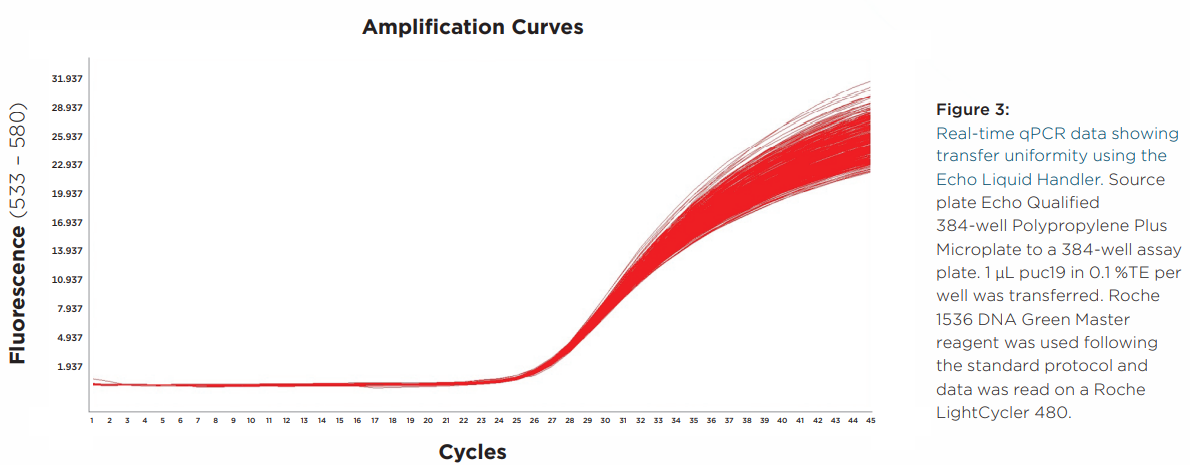 Amplification Curves
Fluorescence (533 – 580)
31.937
28.937
25.937
22.937
19.937
16.937
13.937
10.937
7.937
4.937
1.937
1 2 3 4 5 6 7 8 9 10 11 12 13 14 15 16 17 18 19 20 21 22 23 24 25 26 27 28 29 30 31 32 33 34 35 36 37 38 39 40 41 42 43 44 45
Cycles
Figure 3:
Real-time qPCR data showing
transfer uniformity using the
Echo Liquid Handler. Source
plate Echo Qualified
384-well Polypropylene Plus
Microplate to a 384-well assay
plate. 1 µL puc19 in 0.1 %TE per
well was transferred. Roche
1536 DNA Green Master
reagent was used following
the standard protocol and
data was read on a Roche
LightCycler 480.